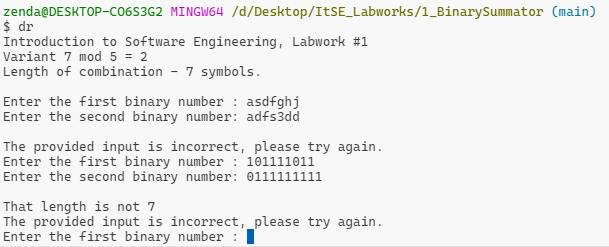 zenda@DESKTOP-CO6S3G2 MINGW64 /d/Desktop/ItSE_Labworks/1_BinarySummator (main)
$ dr
Introduction to Software Engineering, Labwork #1
Variant 7 mod 5 = 2
Length of combination - 7 symbols.

Enter the first binary number : asdfghj
Enter the second binary number: adfs3dd

The provided input is incorrect, please try again.
Enter the first binary number : 101111011
Enter the second binary number: 0111111111

That length is not 7
The provided input is incorrect, please try again.
Enter the first binary number :